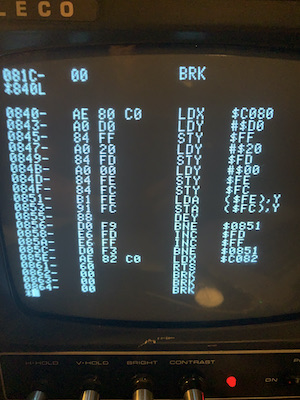 LECO
081C- 00 BRK
*840L
0840- AE 80 C0 LDX $C080
0843- A0 D0 LDY #$D0
0845- 84 FF STY $FF
0847- A0 20 LDY #$20
0849- 84 FD STY $FD
084B- A0 00 LDY #$00
084D- 84 FE STY $FE
084F- 84 FC STY $FC
0851- B1 FE LDA ($FE),Y
0853- 91 FC STA ($FC),Y
0855- 88 DEY
0856- D0 F9 BNE $0851
0858- E6 FD INC $FD
085A- E6 FF INC $FF
085C- D0 F3 BNE $0851
085E- AE 82 C0 LDX $C082
0861- 60 RTS
0862- 00 BRK
0863- 00 BRK
0864- 00 BRK
*
H-HOLD V-HOLD BRIGHT CONTRAST
ON